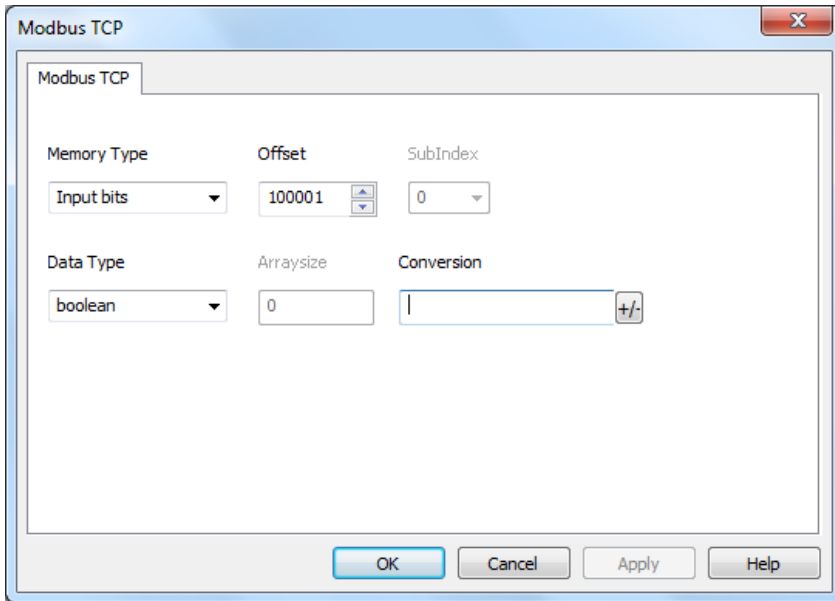 Modbus TCP
Modbus TCP
Memory Type Offset SubIndex
Input bits 100001 0
Data Type Arraysize Conversion
boolean 0 +/-
OK Cancel Apply Help